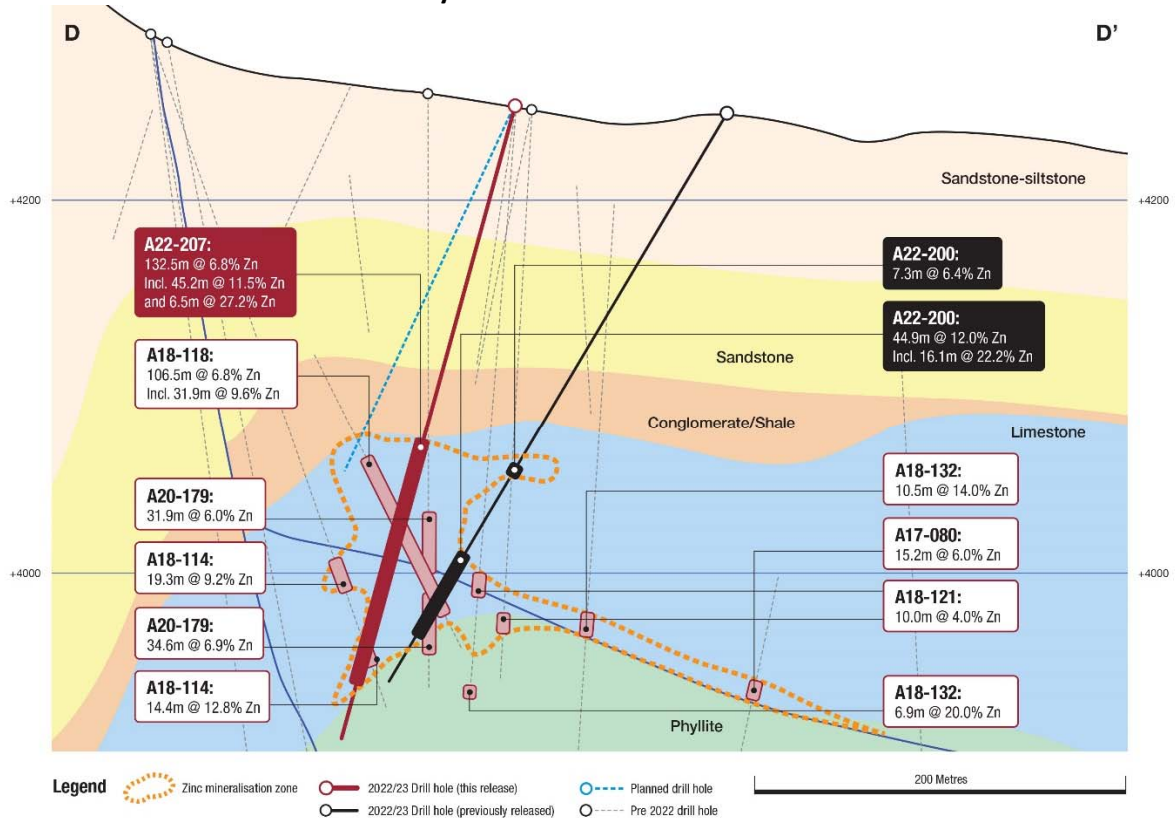 D
D'
Sandstone-siltstone
+4200
+4200
A22-207:
132.5m @ 6.8% Zn
Incl. 45.2m @ 11.5% Zn
and 6.5m @ 27.2% Zn
A22-200:
7.3m @ 6.4% Zn
A22-200:
44.9m @ 12.0% Zn
Incl. 16.1m @ 22.2% Zn
A18-118:
106.5m @ 6.8% Zn
Incl. 31.9m @ 9.6% Zn
Sandstone
Conglomerate/Shale
Limestone
A18-132:
10.5m @ 14.0% Zn
A20-179:
31.9m @ 6.0% Zn
A17-080:
15.2m @ 6.0% Zn
A18-114:
19.3m @ 9.2% Zn
+4000
+4000
A18-121:
10.0m @ 4.0% Zn
A20-179:
34.6m @ 6.9% Zn
A18-114:
14.4m @ 12.8% Zn
A18-132:
6.9m @ 20.0% Zn
Phyllite
Legend
Zinc mineralisation zone
2022/23 Drill hole (this release)
Planned drill hole
200 Metres
2022/23 Drill hole (previously released)
Pre 2022 drill hole